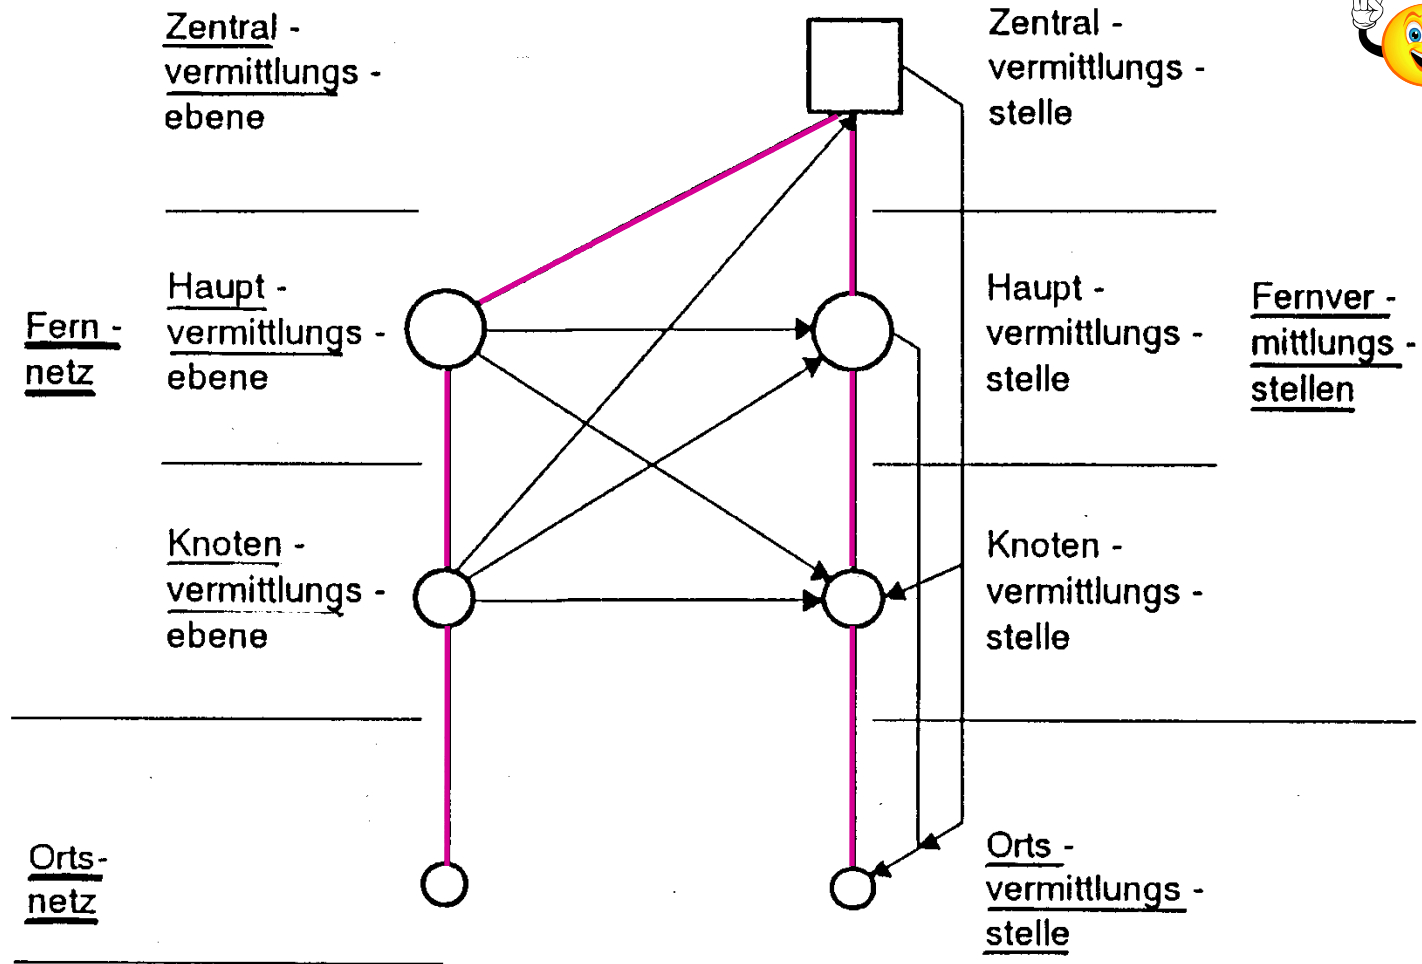 Zentral -
vermittlungs -
ebene
Zentral -
vermittlungs -
stelle
Fern -
netz
Haupt -
vermittlungs -
ebene
Haupt -
vermittlungs -
stelle
Fernver -
mittlungs -
stellen
Knoten -
vermittlungs -
ebene
Knoten -
vermittlungs -
stelle
Orts-
netz
Orts -
vermittlungs -
stelle